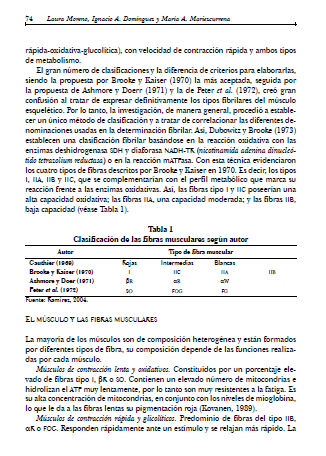 74 Laura Moreno, Ignacio A. Domínguez y María A. Mariezcurrena
rápida-oxidativa-glucolítica), con velocidad de contracción rápida y ambos tipos
de metabolismo.
El gran número de clasificaciones y la diferencia de criterios para elaborarlas,
siendo la propuesta por Brooke y Kaiser (1970) la más aceptada, seguida por
la propuesta de Ashmore y Doerr (1971) y la de Peter et al. (1972), creó gran
confusión al tratar de expresar definitivamente los tipos fibrilares del músculo
esquelético. Por lo tanto, la investigación, de manera general, procedió a estable-
cer un único método de clasificación y a tratar de correlacionar las diferentes de-
nominaciones usadas en la determinación fibrilar. Así, Dubowitz y Brooke (1973)
establecen una clasificación fibrilar basándose en la reacción oxidativa con las
enzimas deshidrogenasa SDH y diaforasa NADH-TR (nicotinamida adenina dinucleó-
tido tetrazolium reductasa) o en la reacción mATPasa. Con esta técnica evidenciaron
los cuatro tipos de fibras descritos por Brooke y Kaiser en 1970. Es decir, los tipos
I, IIA, IIB y IIC, que se complementarían con el perfil metabólico que marca su
reacción frente a las enzimas oxidativas. Así, las fibras tipo I y IIC poseerían una
alta capacidad oxidativa; las fibras IIA, una capacidad moderada; y las fibras IIB,
baja capacidad (véase Tabla 1).
Tabla 1
Clasificación de las fibras musculares según autor
Autor Tipo de fibra muscular
Gauthier (1969) Rojas Intermedias Blancas
Brooke y Kaiser (1970) I IIC IIA IIB
Ashmore y Doerr (1971) βR αR αW
Peter et al. (1972) SO FOG FG
Fuente: Ramírez, 2004.
EL MÚSCULO Y LAS FIBRAS MUSCULARES
La mayoría de los músculos son de composición heterogénea y están formados
por diferentes tipos de fibra, su composición depende de las funciones realiza-
das por cada músculo.
Músculos de contracción lenta y oxidativos. Constituidos por un porcentaje ele-
vado de fibras tipo I, βR o SO. Contienen un elevado número de mitocondrias e
hidrolizan el ATP muy lentamente, por lo tanto son muy resistentes a la fatiga. Es
su alta concentración de mitocondrias, en conjunto con los niveles de mioglobina,
lo que le da a las fibras lentas su pigmentación roja (Kovanen, 1989).
Músculos de contracción rápida y glicolíticos. Predominio de fibras del tipo IIB,
αR o FOG. Responden rápidamente ante un estímulo y se relajan más rápido. La